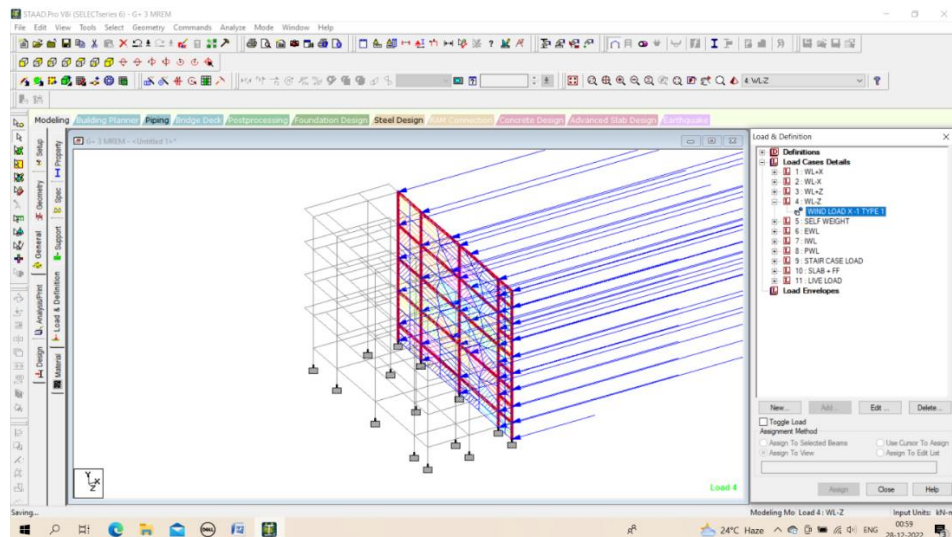 STAAD.Pro V8i (SELECTseries 6) - G+ 3 MREM
File Edit View Tools Select Geometry Commands Analyze Mode Window Help
4: WL-Z
Modeling Building Planner Piping Bridge Deck Postprocessing Foundation Design Steel Design RAM Connection Concrete Design Advanced Slab Design Earthquake
Setup
Geometry
General
Analysis/Print
Design
Property
Spec
Support
Load & Definition
Material
Load & Definition
Definitions
Load Cases Details
1 : WL+X
2 : WL-X
3 : WL+Z
4 : WL-Z
WIND LOAD X -1 TYPE 1
5 : SELF WEIGHT
6 : EWL
7 : IWL
8 : PWL
9 : STAIR CASE LOAD
10 : SLAB + FF
11 : LIVE LOAD
Load Envelopes
New... Add... Edit ... Delete...
Toggle Load
Assignment Method
Assign To Selected Beams Use Cursor To Assign
Assign To View Assign To Edit List
Assign Close Help
Y
X
Z
Load 4
Saving...
Modeling Mo Load 4 : WL-Z Input Units: kN-m
24°C Haze ENG 00:59
28-12-2022